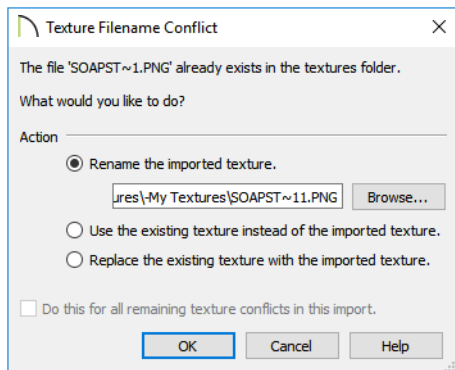 Texture Filename Conflict
The file 'SOAPST~1.PNG' already exists in the textures folder.
What would you like to do?
Action
Rename the imported texture.
ures\-My Textures\SOAPST~11.PNG Browse...
Use the existing texture instead of the imported texture.
Replace the existing texture with the imported texture.
Do this for all remaining texture conflicts in this import.
OK Cancel Help